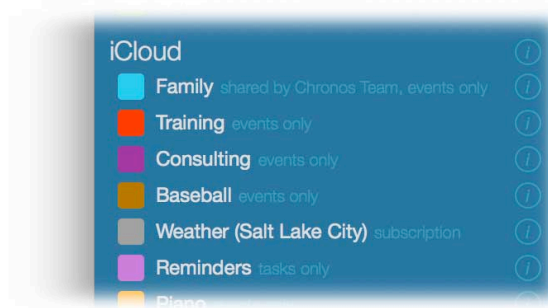 iCloud
Family shared by Chronos Team, events only
Training events only
Consulting events only
Baseball events only
Weather (Salt Lake City) subscription
Reminders tasks only
Piano